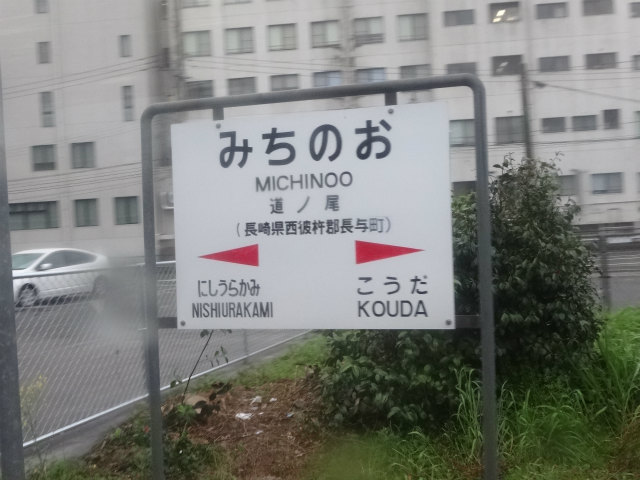 みちのお
MICHINOO
道ノ尾
(長崎県西彼杵郡長与町)
にしうらかみ こうだ
NISHIURAKAMI KOUDA